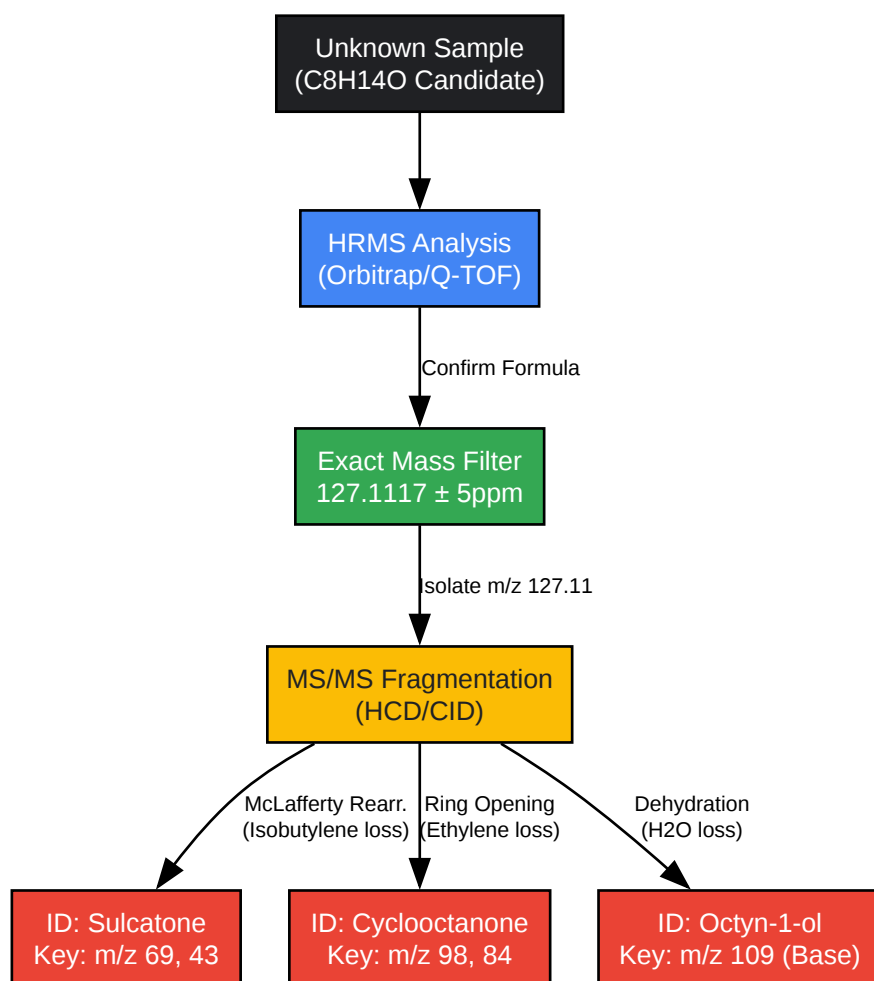 Unknown Sample
(C8H14O Candidate)
HRMS Analysis
(Orbitrap/Q-TOF)
Confirm Formula
Exact Mass Filter
127.1117 ± 5ppm
Isolate m/z 127.11
MS/MS Fragmentation
(HCD/CID)
McLafferty Rearr.
(Isobutylene loss)
Ring Opening
(Ethylene loss)
Dehydration
(H2O loss)
ID: Sulcatone
Key: m/z 69, 43
ID: Cyclooctanone
Key: m/z 98, 84
ID: Octyn-1-ol
Key: m/z 109 (Base)